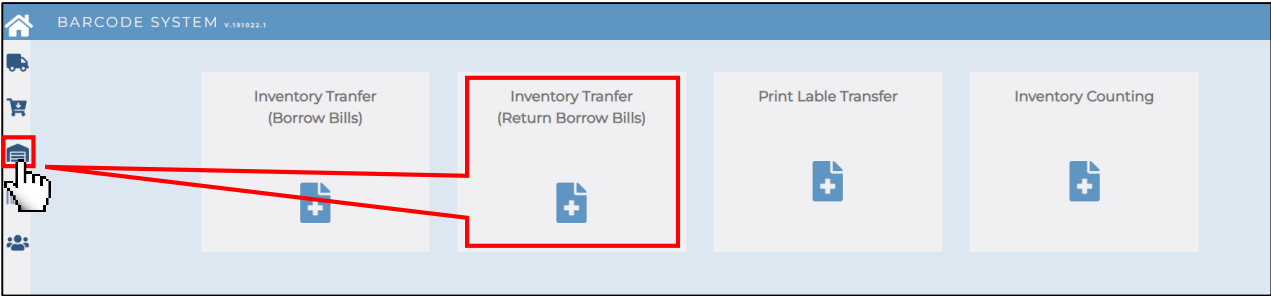 BARCODE SYSTEM v.191022.1
Inventory Tranfer
(Borrow Bills)
Inventory Tranfer
(Return Borrow Bills)
Print Lable Transfer
Inventory Counting